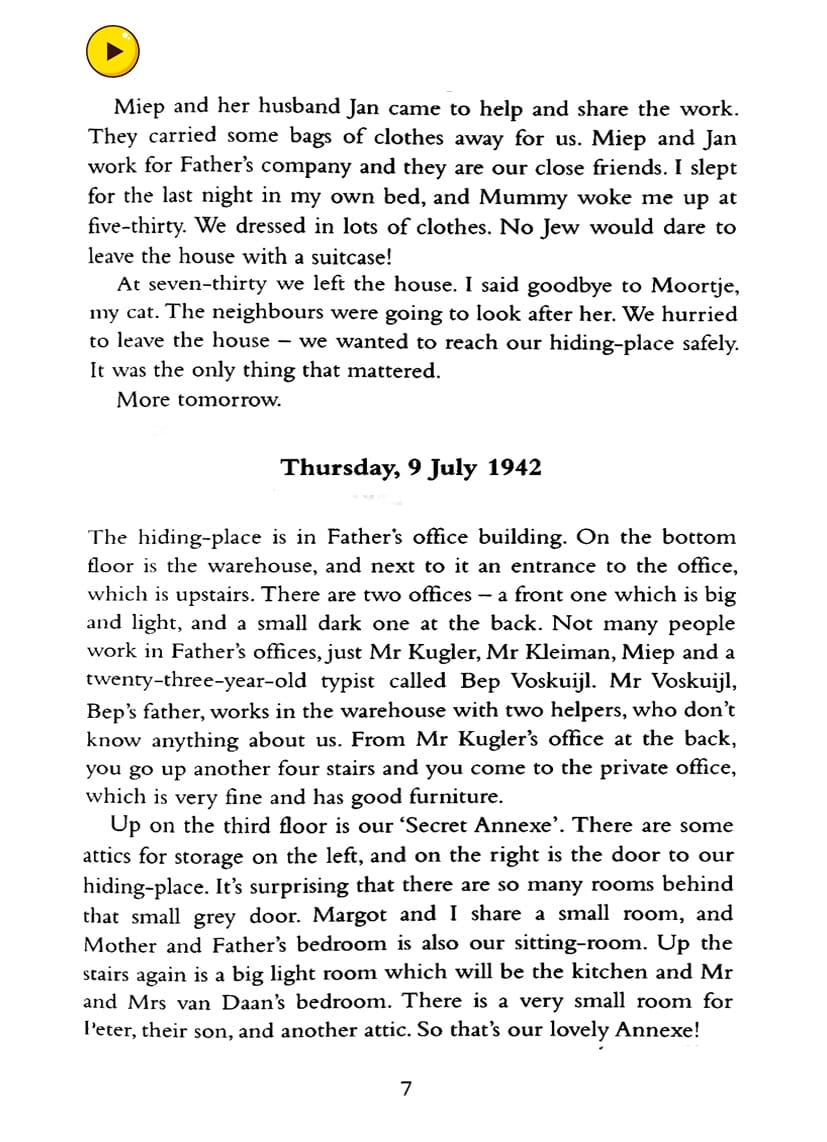 Miep and her husband Jan came to help and share the work.
They carried some bags of clothes away for us. Miep and Jan
work for Father's company and they are our close friends. I slept
for the last night in my own bed, and Mummy woke me up at
five-thirty. We dressed in lots of clothes. No Jew would dare to
leave the house with a suitcase!
At seven-thirty we left the house. I said goodbye to Moortje,
my cat. The neighbours were going to look after her. We hurried
to leave the house – we wanted to reach our hiding-place safely.
It was the only thing that mattered.
More tomorrow.
Thursday, 9 July 1942
The hiding-place is in Father's office building. On the bottom
floor is the warehouse, and next to it an entrance to the office,
which is upstairs. There are two offices – a front one which is big
and light, and a small dark one at the back. Not many people
work in Father's offices, just Mr Kugler, Mr Kleiman, Miep and a
twenty-three-year-old typist called Bep Voskuijl. Mr Voskuijl,
Bep's father, works in the warehouse with two helpers, who don't
know anything about us. From Mr Kugler's office at the back,
you go up another four stairs and you come to the private office,
which is very fine and has good furniture.
Up on the third floor is our 'Secret Annexe'. There are some
attics for storage on the left, and on the right is the door to our
hiding-place. It's surprising that there are so many rooms behind
that small grey door. Margot and I share a small room, and
Mother and Father's bedroom is also our sitting-room. Up the
stairs again is a big light room which will be the kitchen and Mr
and Mrs van Daan's bedroom. There is a very small room for
Peter, their son, and another attic. So that's our lovely Annexe!
7